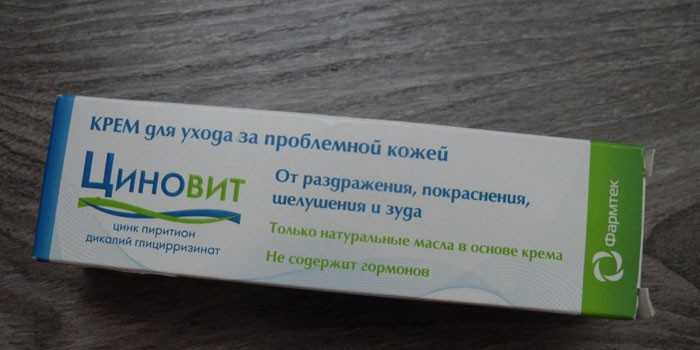 КРЕМ для ухода за проблемной кожей
Циновит
цинк пиритион
дикалий глицирризинат
От раздражения, покраснения,
шелушения и зуда
Только натуральные масла в основе крема
Не содержит гормонов
Фармтек